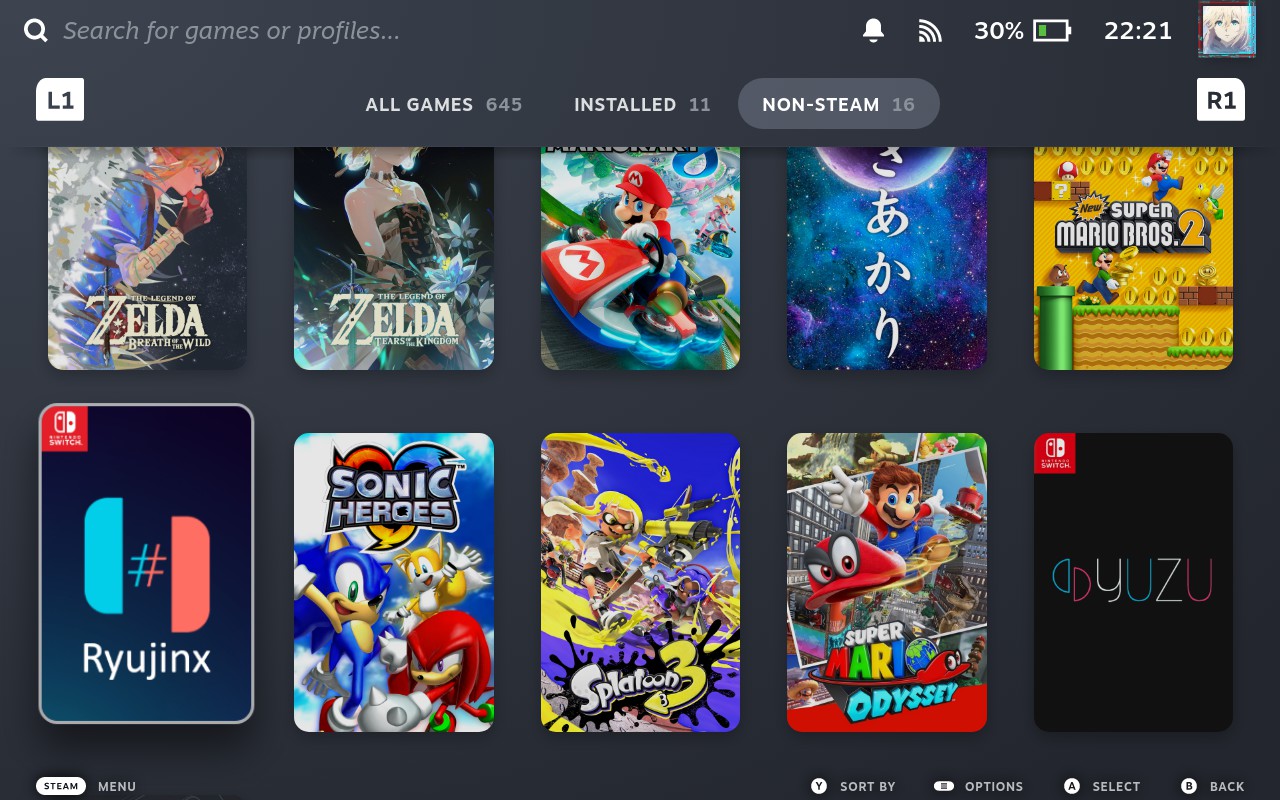 Search for games or profiles...
30%
22:21
L1
ALL GAMES 645
INSTALLED 11
NON-STEAM 16
R1
THE LEGEND OF
ZELDA
BREATH OF THE WILD
THE LEGEND OF
ZELDA
TEARS OF THE KINGDOM
MARIOKART
8
さあかり
New SUPER
MARIO BROS. 2
NINTENDO
SWITCH
#
Ryujinx
SONIC
HEROES
TM
Splatoon 3
SUPER
MARIO
ODYSSEY
NINTENDO
SWITCH
YUZU
STEAM MENU
Y SORT BY
OPTIONS
A SELECT
B BACK